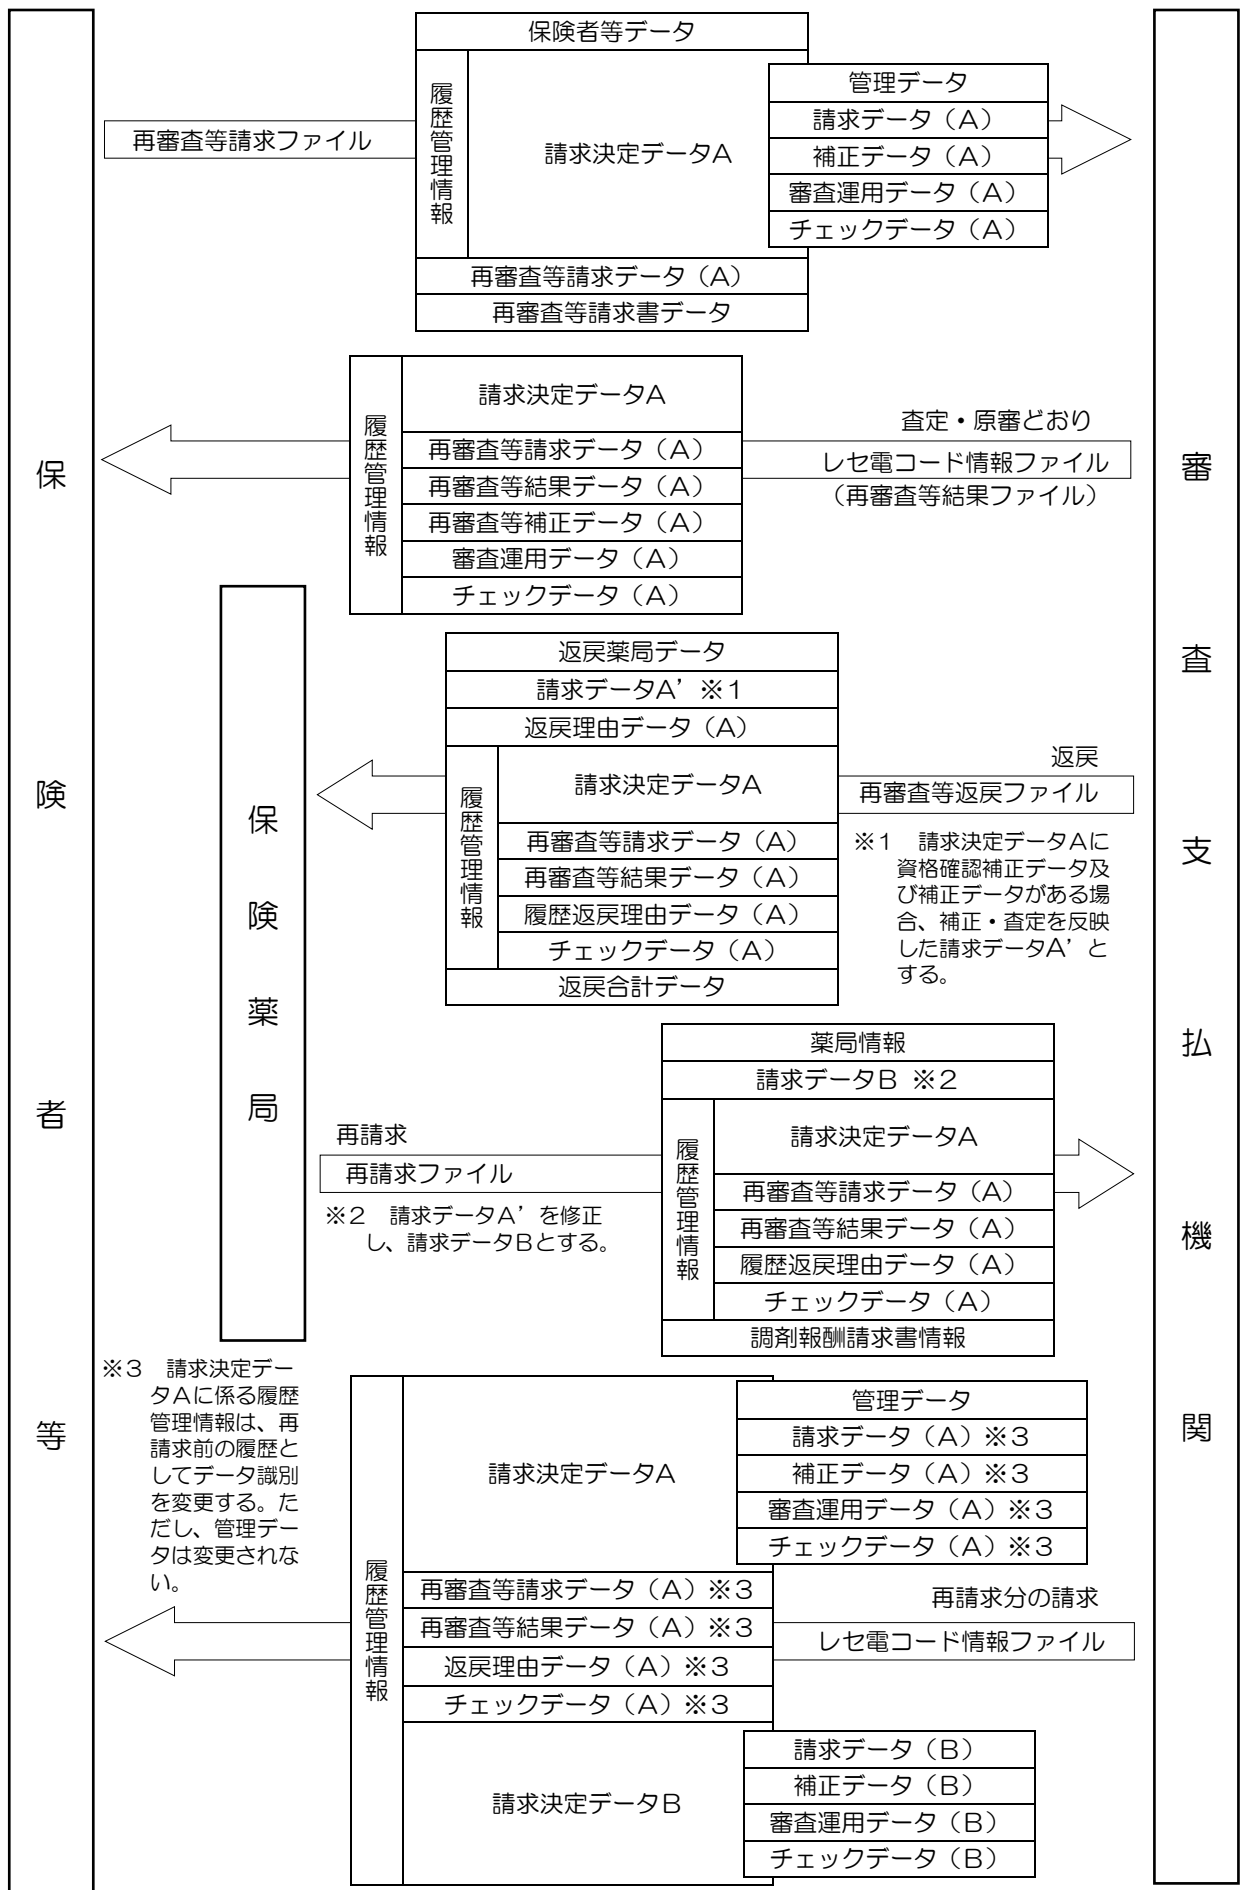 保険者等
審査支払機関
保険薬局
保険者等データ
履歴管理情報
請求決定データA
管理データ
請求データ（A）
補正データ（A）
審査運用データ（A）
チェックデータ（A）
再審査等請求ファイル
再審査等請求データ（A）
再審査等請求書データ
履歴管理情報
請求決定データA
再審査等請求データ（A）
再審査等結果データ（A）
再審査等補正データ（A）
審査運用データ（A）
チェックデータ（A）
査定・原審どおり
レセ電コード情報ファイル
（再審査等結果ファイル）
返戻薬局データ
請求データA’ ※1
返戻理由データ（A）
履歴管理情報
請求決定データA
再審査等請求データ（A）
再審査等結果データ（A）
履歴返戻理由データ（A）
チェックデータ（A）
返戻合計データ
返戻
再審査等返戻ファイル
※1　請求決定データAに
資格確認補正データ及
び補正データがある場
合、補正・査定を反映
した請求データA’と
する。
薬局情報
請求データB ※2
履歴管理情報
請求決定データA
再審査等請求データ（A）
再審査等結果データ（A）
履歴返戻理由データ（A）
チェックデータ（A）
調剤報酬請求書情報
再請求
再請求ファイル
※2　請求データA’を修正
し、請求データBとする。
※3　請求決定デー
タAに係る履歴
管理情報は、再
請求前の履歴と
してデータ識別
を変更する。た
だし、管理デー
タは変更されな
い。
履歴管理情報
請求決定データA
管理データ
請求データ（A）※3
補正データ（A）※3
審査運用データ（A）※3
チェックデータ（A）※3
再審査等請求データ（A）※3
再審査等結果データ（A）※3
返戻理由データ（A）※3
チェックデータ（A）※3
再請求分の請求
レセ電コード情報ファイル
請求決定データB
請求データ（B）
補正データ（B）
審査運用データ（B）
チェックデータ（B）